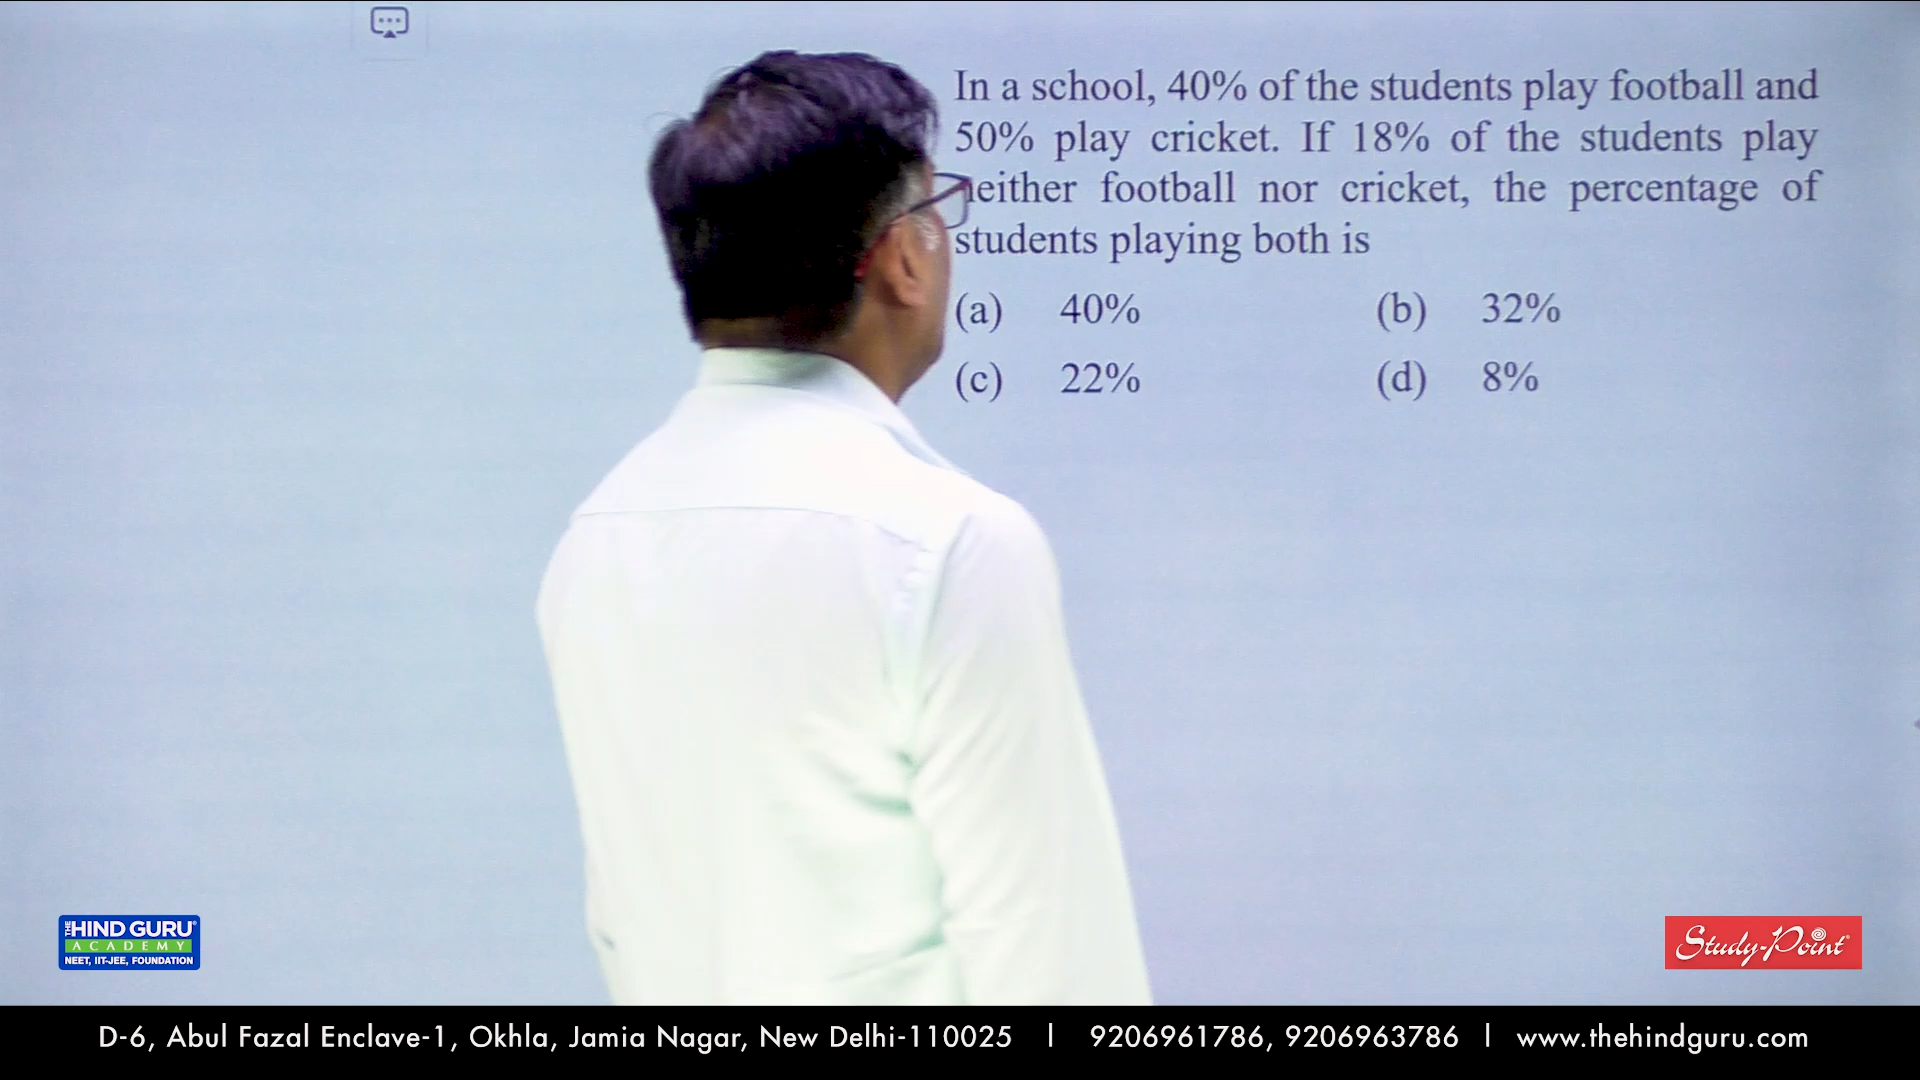 In a school, 40% of the students play football and
50% play cricket. If 18% of the students play
neither football nor cricket, the percentage of
students playing both is
(a) 40% (b) 32%
(c) 22% (d) 8%
THE HIND GURU
ACADEMY
NEET, IIT-JEE, FOUNDATION
Study-Point
D-6, Abul Fazal Enclave-1, Okhla, Jamia Nagar, New Delhi-110025 | 9206961786, 9206963786 | www.thehindguru.com